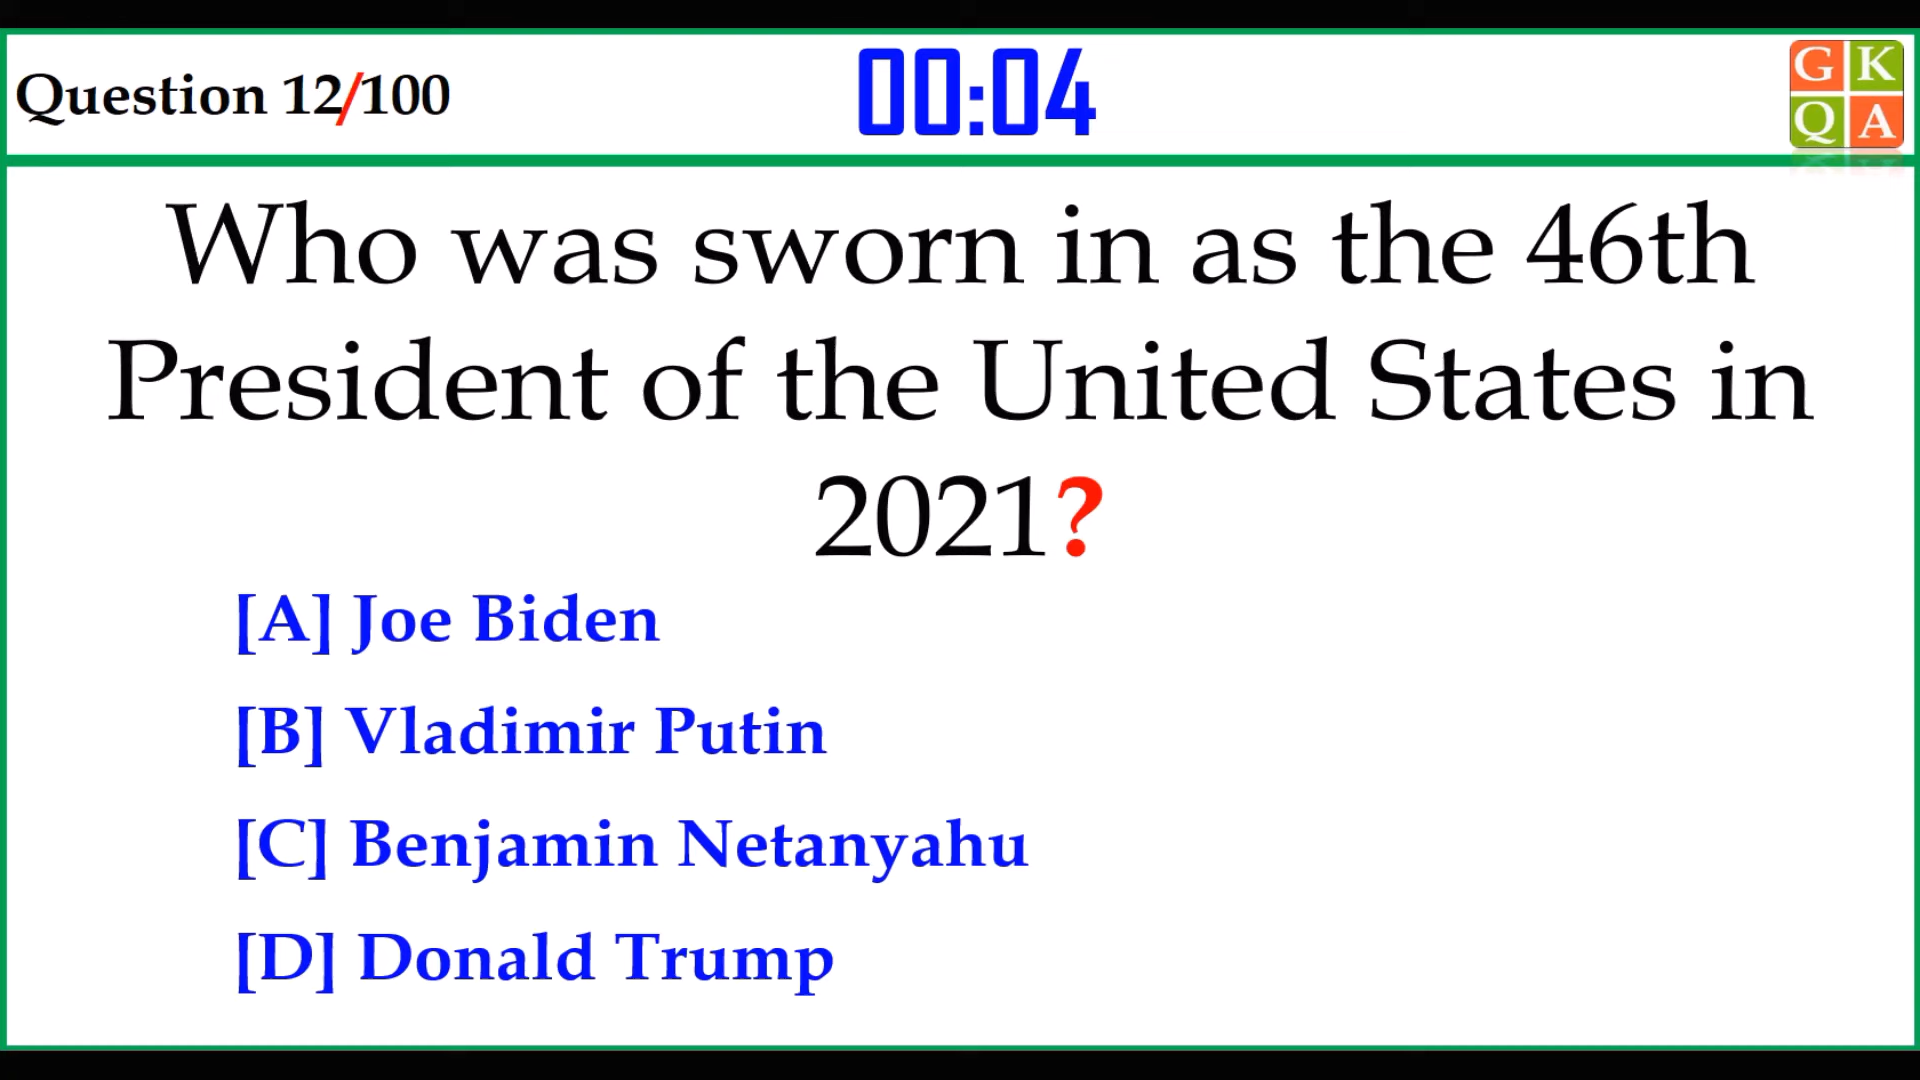 Question 12/100
00:04
G K
Q A
Who was sworn in as the 46th
President of the United States in
2021?
[A] Joe Biden
[B] Vladimir Putin
[C] Benjamin Netanyahu
[D] Donald Trump